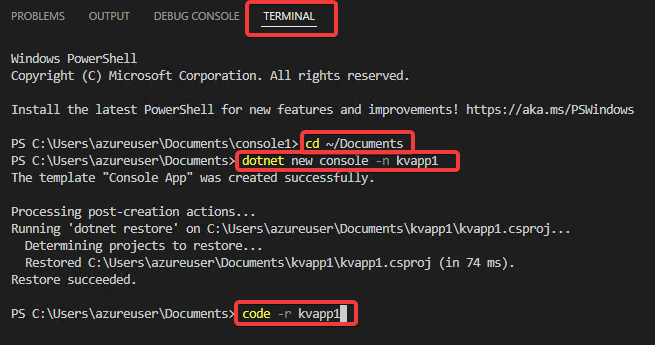 PROBLEMS OUTPUT DEBUG CONSOLE TERMINAL
Windows PowerShell
Copyright (C) Microsoft Corporation. All rights reserved.
Install the latest PowerShell for new features and improvements! https://aka.ms/PSWindows
PS C:\Users\azureuser\Documents\console1> cd ~/Documents
PS C:\Users\azureuser\Documents> dotnet new console -n kvapp1
The template "Console App" was created successfully.
Processing post-creation actions...
Running 'dotnet restore' on C:\Users\azureuser\Documents\kvapp1\kvapp1.csproj...
  Determining projects to restore...
  Restored C:\Users\azureuser\Documents\kvapp1\kvapp1.csproj (in 74 ms).
Restore succeeded.
PS C:\Users\azureuser\Documents> code -r kvapp1